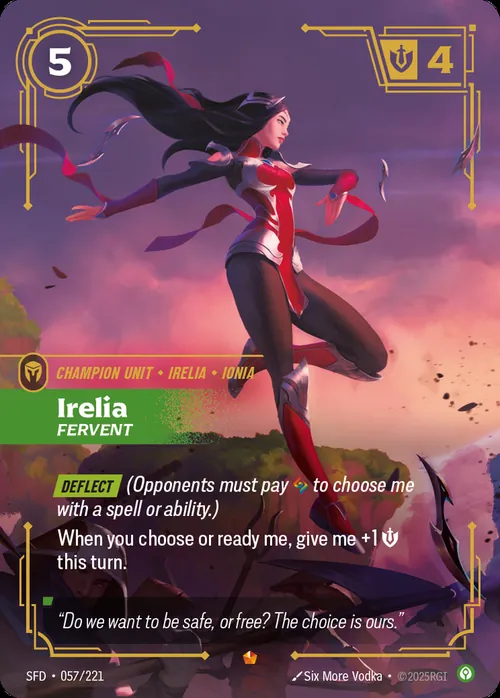 5
4
CHAMPION UNIT • IRELIA • IONIA
Irelia
FERVENT
DEFLECT (Opponents must pay to choose me
with a spell or ability.)
When you choose or ready me, give me +1
this turn.
“Do we want to be safe, or free? The choice is ours.”
SFD • 057/221
Six More Vodka • ©2025RGI